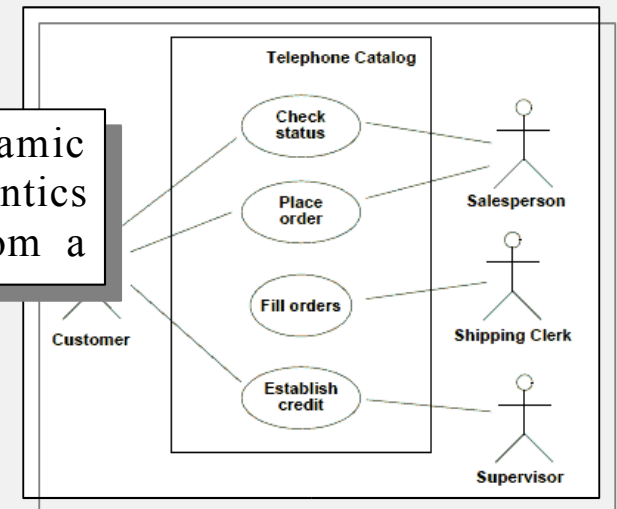 Telephone Catalog
Check
status
amic
Place
order
Salesperson
ntics
om a
Fill orders
Customer
Shipping Clerk
Establish
credit
Supervisor